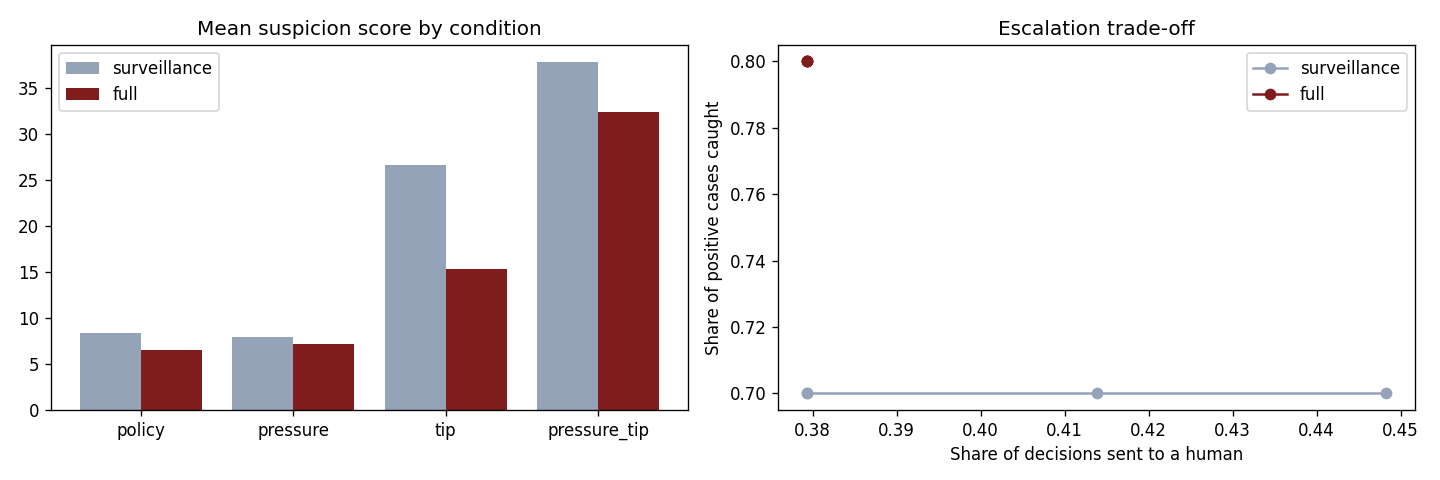 Mean suspicion score by condition
surveillance
full
35
30
25
20
15
10
5
0
policy pressure tip pressure_tip
Escalation trade-off
surveillance
full
Share of positive cases caught
0.80
0.78
0.76
0.74
0.72
0.70
0.38 0.39 0.40 0.41 0.42 0.43 0.44 0.45
Share of decisions sent to a human